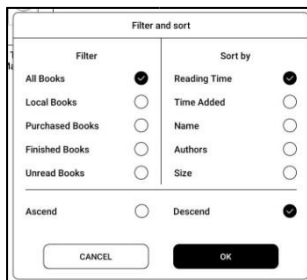 Filter and sort
Filter
All Books
Local Books
Purchased Books
Finished Books
Unread Books
Sort by
Reading Time
Time Added
Name
Authors
Size
Ascend
Descend
CANCEL
OK